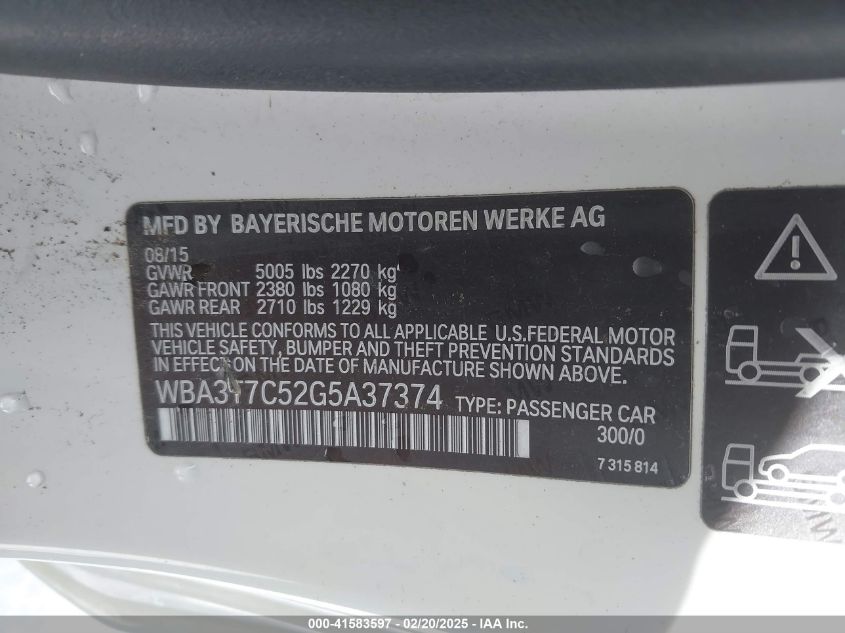 MFD BY BAYERISCHE MOTOREN WERKE AG
08/15
GVWR 5005 lbs 2270 kg
GAWR FRONT 2380 lbs 1080 kg
GAWR REAR 2710 lbs 1229 kg
THIS VEHICLE CONFORMS TO ALL APPLICABLE U.S.FEDERAL MOTOR
VEHICLE SAFETY, BUMPER AND THEFT PREVENTION STANDARDS
IN EFFECT ON THE DATE OF MANUFACTURE SHOWN ABOVE.
WBA3T7C52G5A37374 TYPE: PASSENGER CAR
300/0
7 315 814
000-41583597 - 02/20/2025 - IAA Inc.